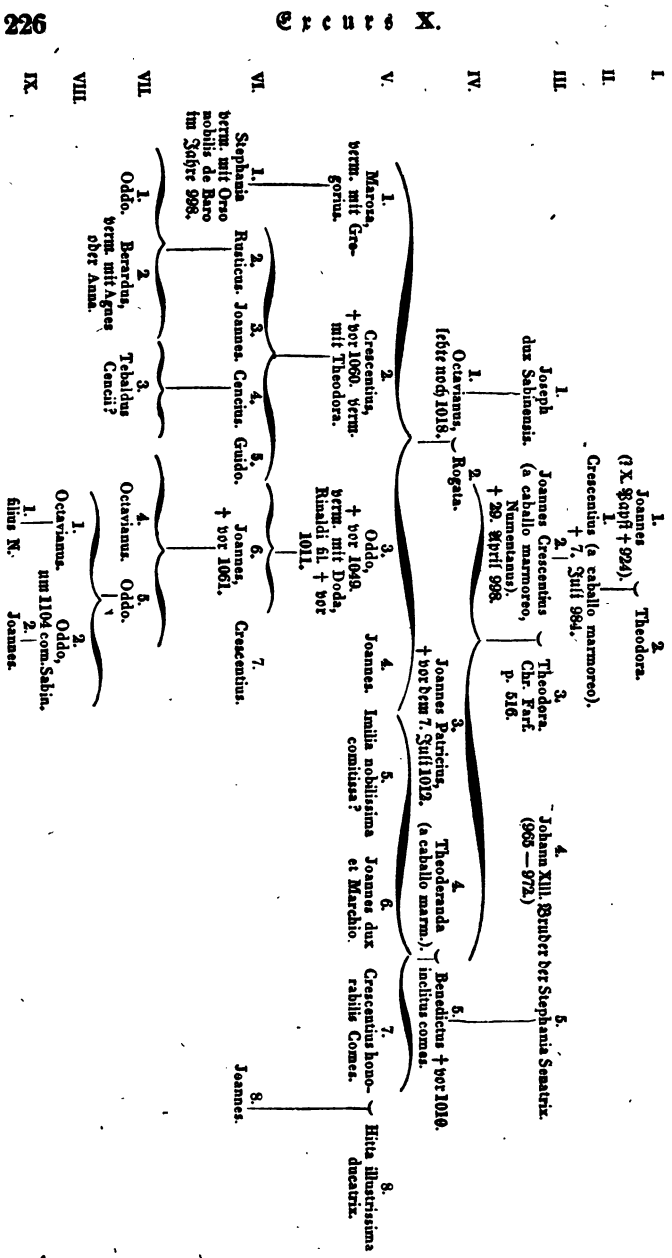 226
Excurs X.
I.
1.
Joannes
(? X. Papst † 924).
2.
Theodora.
II.
1.
Crescentius (a caballo marmoreo).
† 7. Juli 984.
III.
1.
Joseph
dux Sabinensis.
2.
Joannes Crescentius
(a caballo marmoreo,
Numentanus).
† 29. April 998.
3.
Theodora.
Chr. Farf.
p. 516.
4.
Johann XIII. Bruder der Stephania Senatrix.
(965 — 972.)
5.
IV.
1.
Octavianus,
lebte noch 1018.
2.
Rogata.
3.
Joannes Patricius,
† vor dem 7. Juli 1012.
4.
Theoderanda
(a caballo marm.).
5.
Benedictus † vor 1010.
inclitus comes.
V.
1.
Maroza,
verm. mit Gre-
gorius.
2.
Crescentius,
† vor 1060. verm.
mit Theodora.
3.
Oddo,
† vor 1049.
verm. mit Doda,
Rinaldi fil. † vor
1011.
4.
Joannes.
5.
Imilia nobilissima
comitissa?
6.
Joannes dux
et Marchio.
7.
Crescentius hono-
rabilis Comes.
8.
Hitta illustrissima
ducatrix.
VI.
1.
Stephania
verm. mit Orso
nobilis de Baro
im Jahre 998.
2.
Rusticus.
3.
Joannes.
4.
Cencius.
5.
Guido.
6.
Joannes,
† vor 1061.
7.
Crescentius.
8.
Joannes.
VII.
1.
Oddo.
2
Berardus,
verm. mit Agnes
oder Anna.
3.
Tebaldus
Cencii?
4.
Octavianus.
5.
Oddo.
VIII.
1.
Octavianus.
2.
Oddo,
um 1104 com. Sabin.
IX.
1.
filius N.
2.
Joannes.